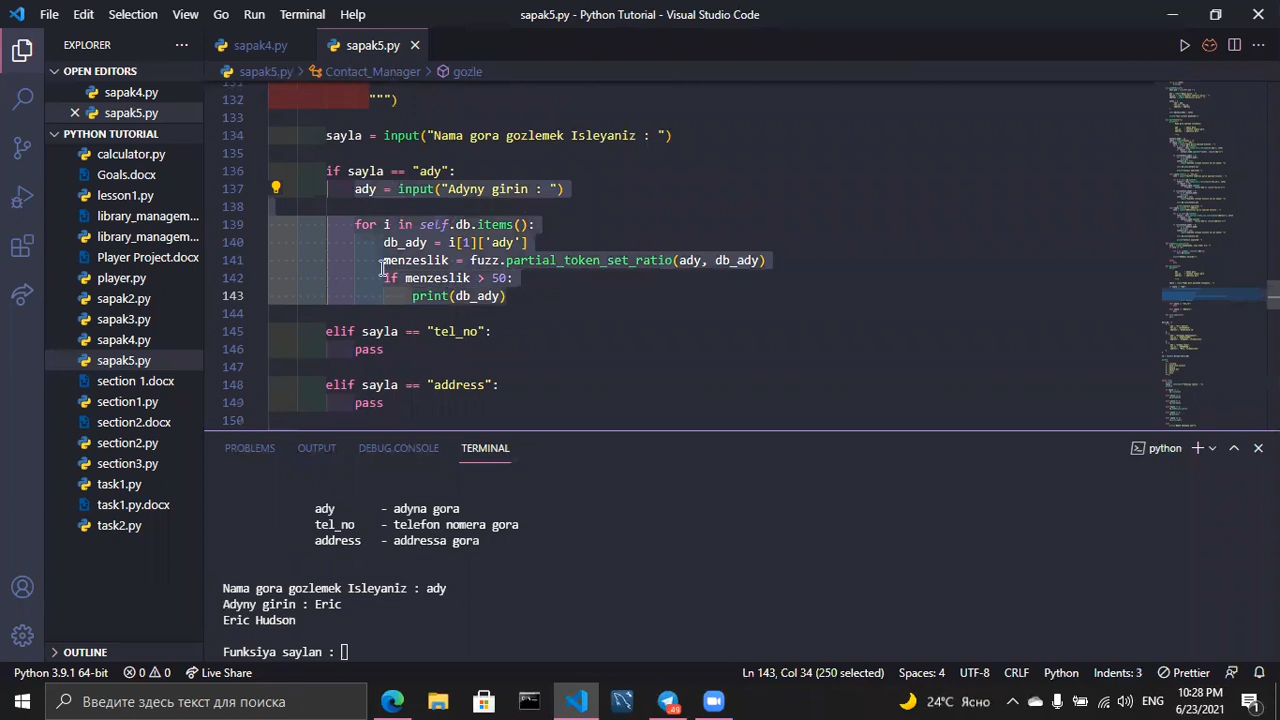 File Edit Selection View Go Run Terminal Help
sapak5.py - Python Tutorial - Visual Studio Code
EXPLORER
sapak4.py
sapak5.py
OPEN EDITORS
sapak5.py > Contact_Manager > gozle
sapak4.py
sapak5.py
PYTHON TUTORIAL
calculator.py
Goals.docx
lesson1.py
library_managem...
library_managem...
Player Project.docx
player.py
sapak2.py
sapak3.py
sapak4.py
sapak5.py
section 1.docx
section1.py
section2.docx
section2.py
section3.py
task1.py
task1.py.docx
task2.py
OUTLINE
132 """)
133
134 sayla = input("Nama gora gozlemek Isleyaniz : ")
135
136 if sayla == "ady":
137 ady = input("Adyny girin : ")
138
139 for i in self.db.items():
140 db_ady = i[1]["ady"]
141 menzeslik = partial_token_set_ratio(ady, db_ady)
142 if menzeslik
143 print(db_ady)
144
145 elif sayla == "tel_no":
146 pass
147
148 elif sayla == "address":
149 pass
150
PROBLEMS OUTPUT DEBUG CONSOLE TERMINAL
python
ady - adyna gora
tel_no - telefon nomera gora
address - addressa gora
Nama gora gozlemek Isleyaniz : ady
Adyny girin : Eric
Eric Hudson
Funksiya saylan :
Python 3.9.1 64-bit 0 0 Live Share
Ln 143, Col 34 (250 selected) Spaces: 4 UTF-8 CRLF Python Indents: 3 Prettier
Введите здесь текст для поиска
49
24°C Ясно
ENG
10:28 PM
6/23/2021
1